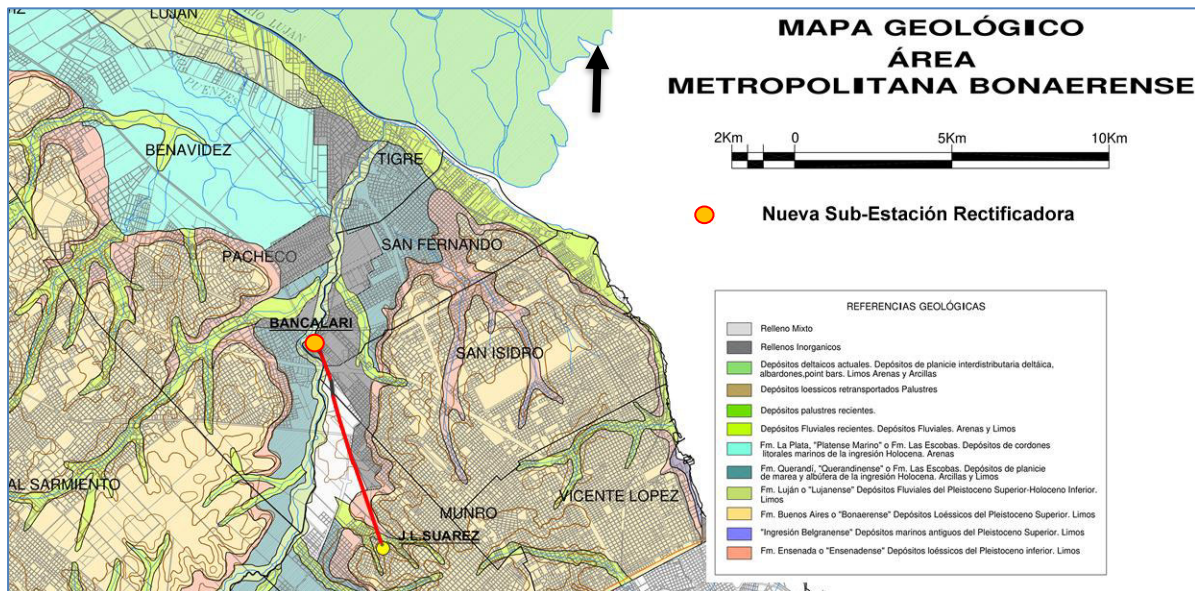 MAPA GEOLÓGICO
ÁREA
METROPOLITANA BONAERENSE
2Km 0 5Km 10Km
Nueva Sub-Estación Rectificadora
REFERENCIAS GEOLÓGICAS
Relleno Mixto
Rellenos Inorganicos
Depósitos deltaicos actuales. Depósitos de planicie interdistributaria deltáica,
albardones,point bars. Limos Arenas y Arcillas
Depósitos loessicos retransportados Palustres
Depósitos palustres recientes.
Depósitos Fluviales recientes. Depósitos Fluviales. Arenas y Limos
Fm. La Plata, "Platense Marino" o Fm. Las Escobas. Depósitos de cordones
litorales marinos de la ingresión Holocena. Arenas
Fm. Querandí, "Querandinense" o Fm. Las Escobas. Depósitos de planicie
de marea y albúfera de la ingresión Holocena. Arcillas y Limos
Fm. Luján o "Lujanense" Depósitos Fluviales del Pleistoceno Superior-Holoceno Inferior.
Limos
Fm. Buenos Aires o "Bonaerense" Depósitos Loéssicos del Pleistoceno Superior. Limos
"Ingresión Belgranense" Depósitos marinos antiguos del Pleistoceno Superior. Limos
Fm. Ensenada o "Ensenadense" Depósitos loéssicos del Pleistoceno inferior. Limos
LUJAN
RIO LUJAN
BENAVIDEZ
TIGRE
PACHECO
SAN FERNANDO
BANCALARI
SAN ISIDRO
AL SARMIENTO
VICENTE LOPEZ
MUNRO
J.L.SUAREZ